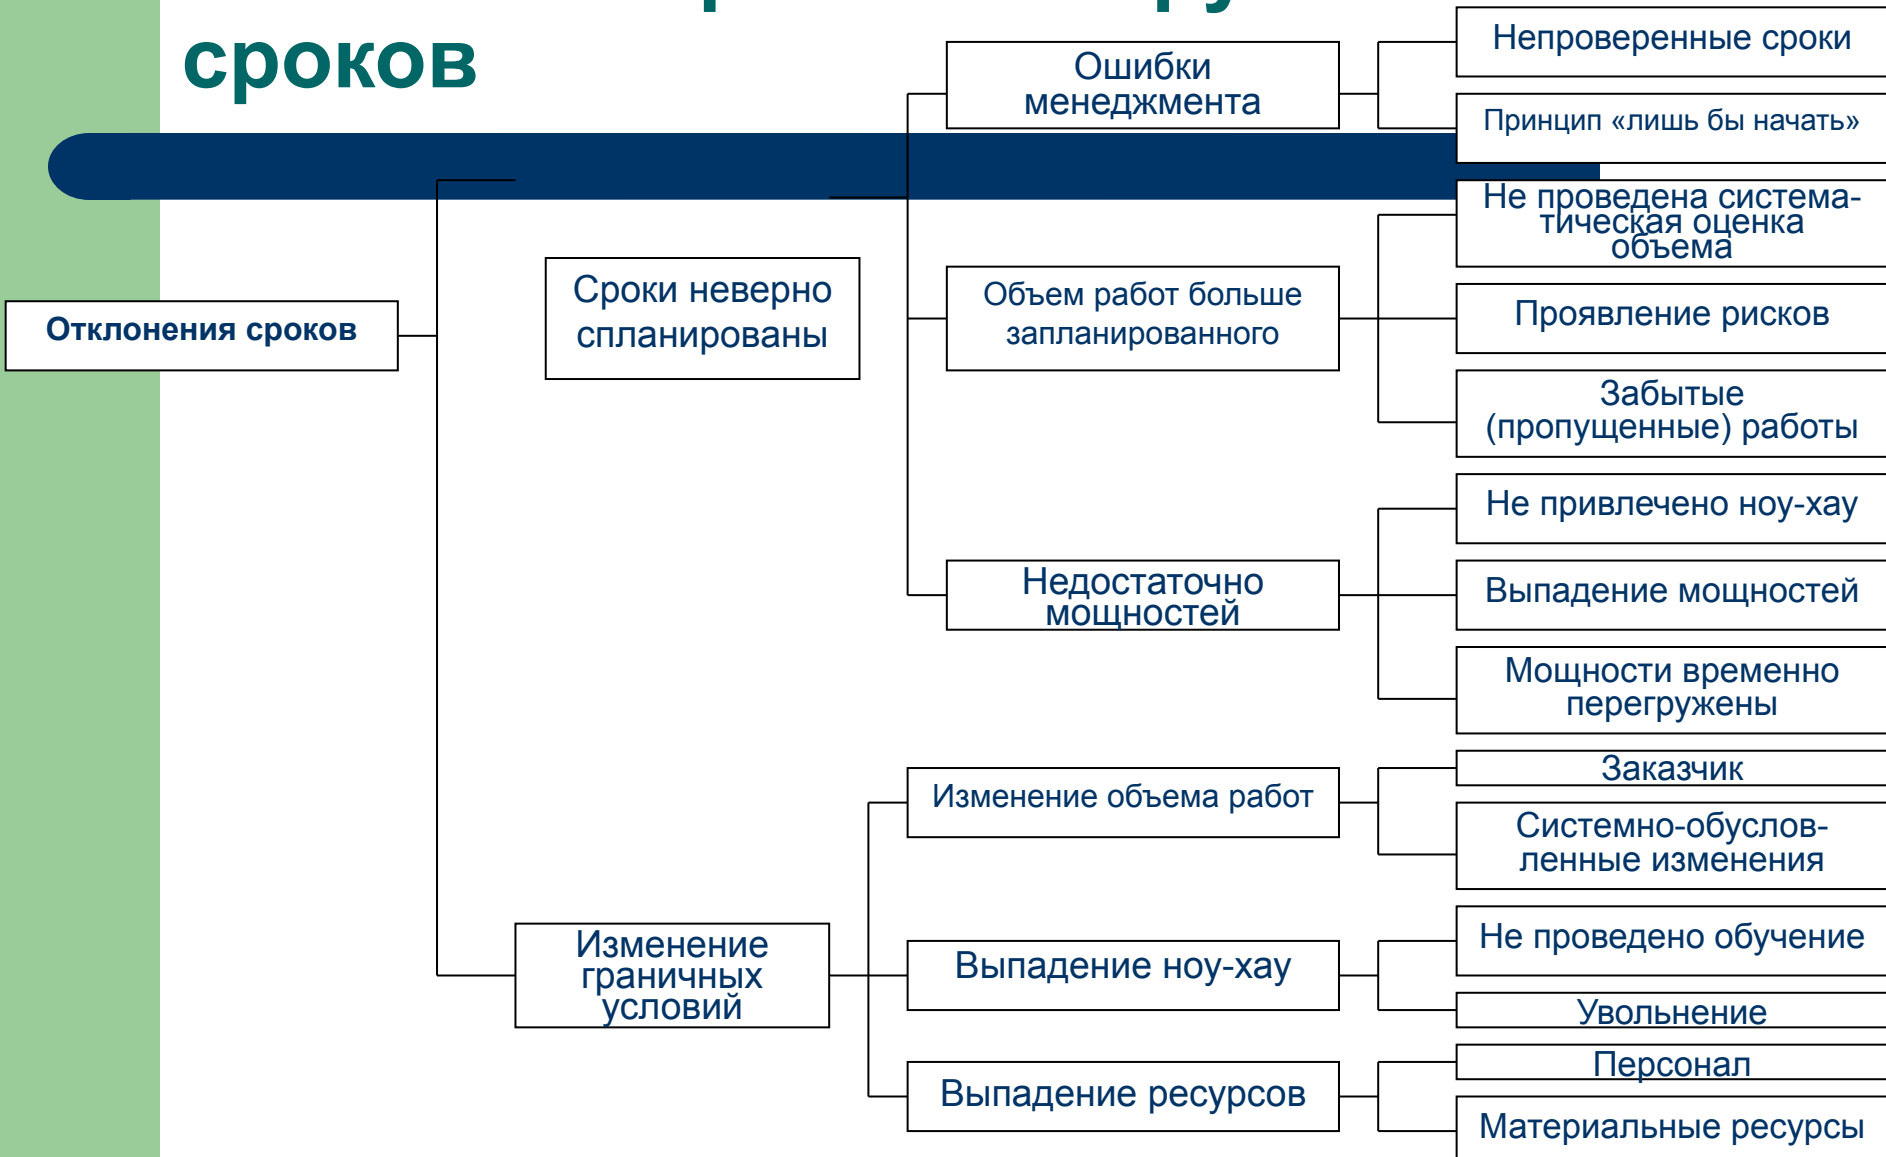 сроков
Отклонения сроков
Сроки неверно
спланированы
Ошибки
менеджмента
Непроверенные сроки
Принцип «лишь бы начать»
Объем работ больше
запланированного
Не проведена система-
тическая оценка
объема
Проявление рисков
Забытые
(пропущенные) работы
Недостаточно
мощностей
Не привлечено ноу-хау
Выпадение мощностей
Мощности временно
перегружены
Изменение
граничных
условий
Изменение объема работ
Заказчик
Системно-обуслов-
ленные изменения
Выпадение ноу-хау
Не проведено обучение
Увольнение
Выпадение ресурсов
Персонал
Материальные ресурсы